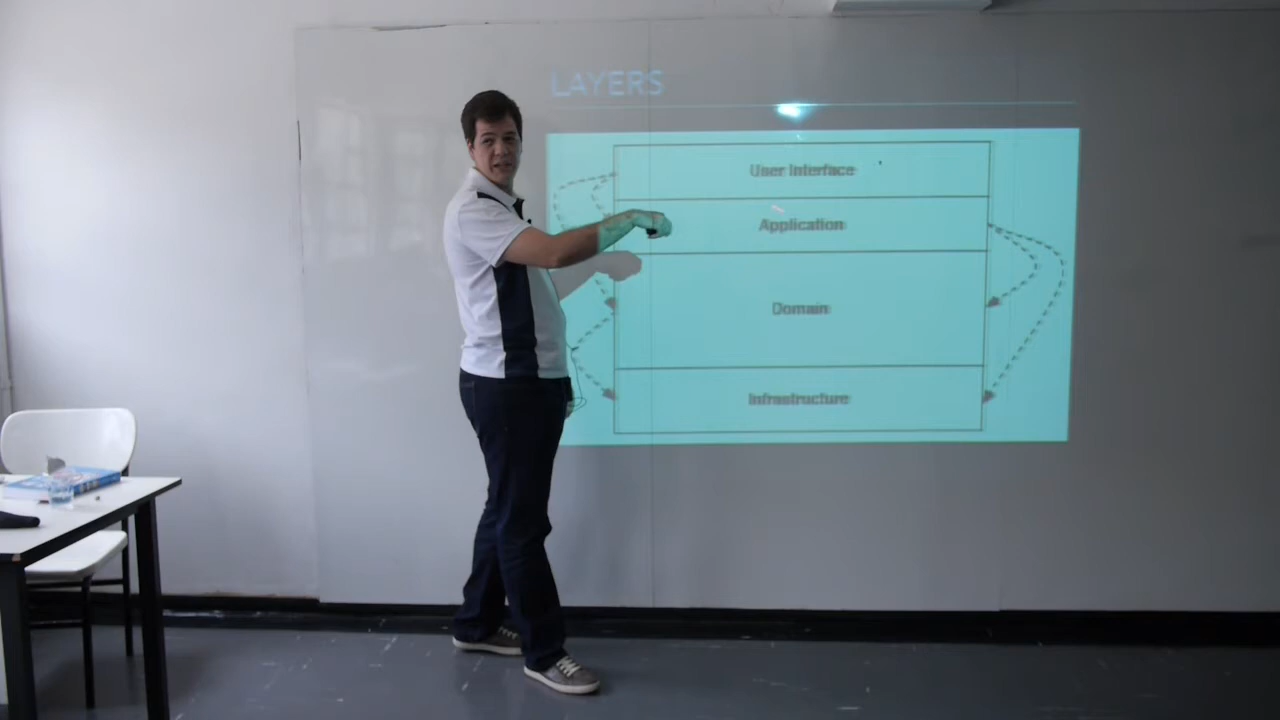 LAYERS
User Interface
Application
Domain
Infrastructure